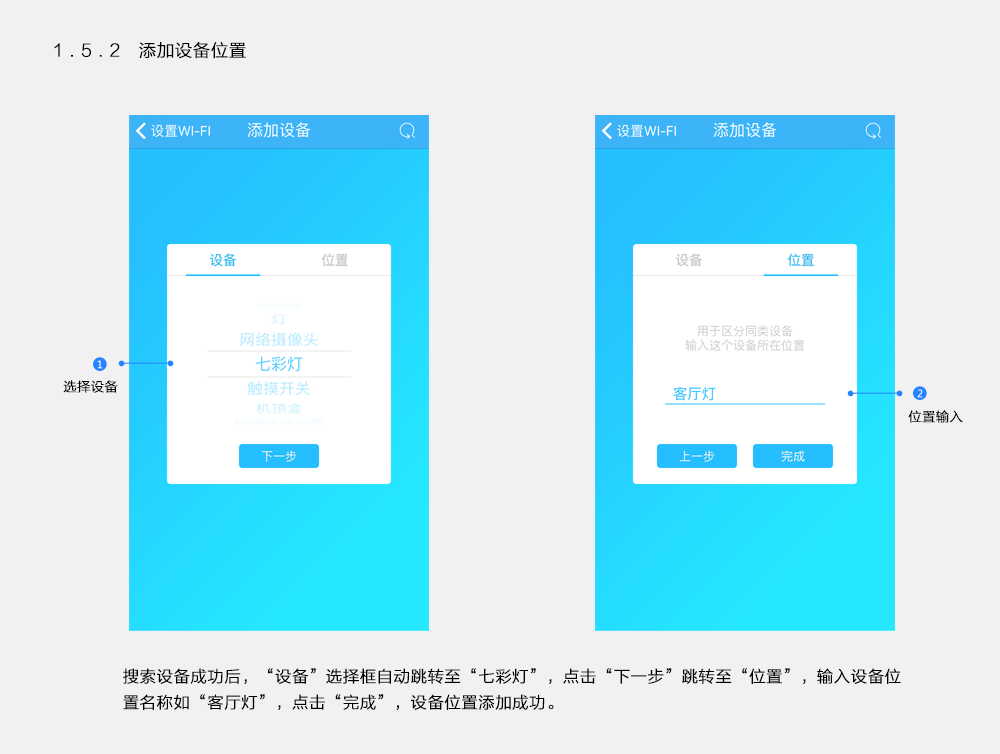 1.5.2 添加设备位置
设置WI-FI 添加设备
设备 位置
灯
网络摄像头
七彩灯
触摸开关
机顶盒
下一步
1
选择设备
设置WI-FI 添加设备
设备 位置
用于区分同类设备
输入这个设备所在位置
客厅灯
上一步 完成
2
位置输入
搜索设备成功后，“设备”选择框自动跳转至“七彩灯”，点击“下一步”跳转至“位置”，输入设备位
置名称如“客厅灯”，点击“完成”，设备位置添加成功。